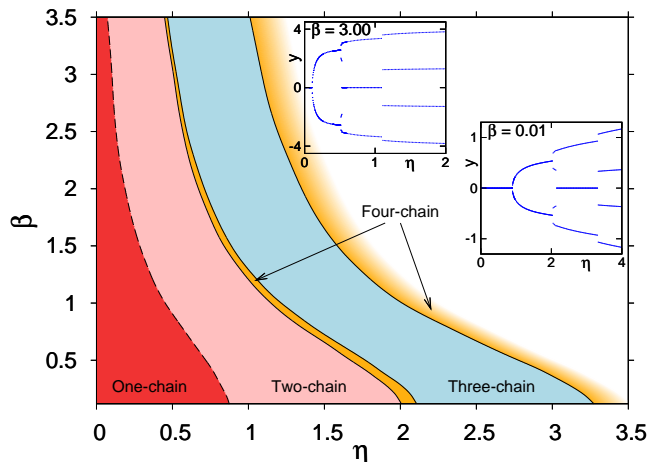 3.5
3
2.5
2
1.5
1
0.5
β
0
0.5
1
1.5
2
2.5
3
3.5
η
One-chain
Two-chain
Three-chain
Four-chain
β = 3.00
4
0
-4
y
0
1
2
η
β = 0.01
1
0
-1
y
0
1
2
3
4
η